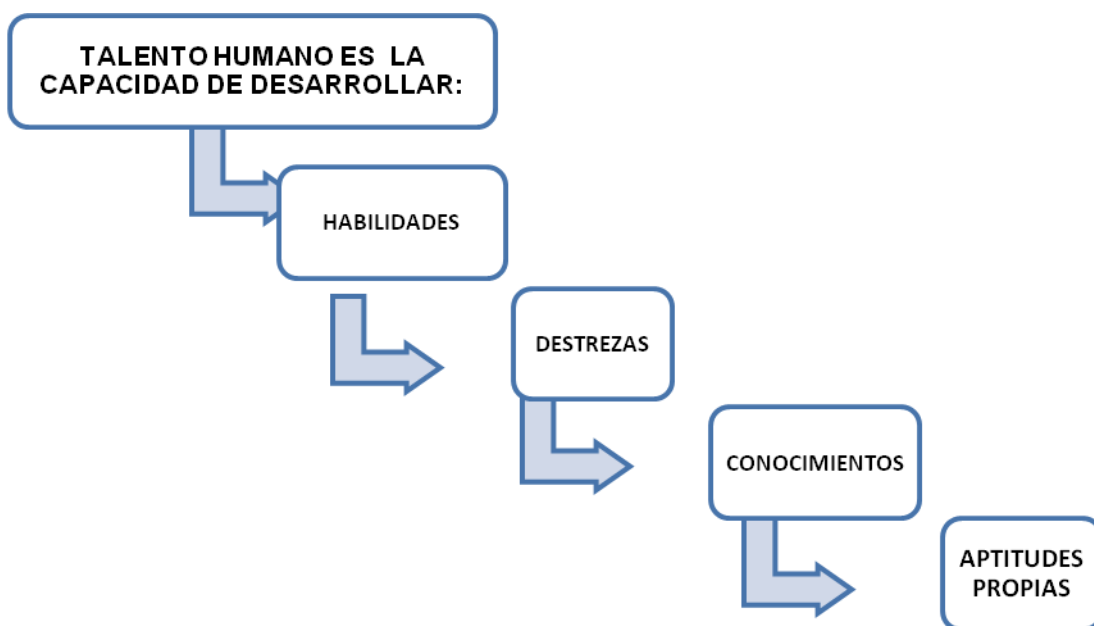 TALENTO HUMANO ES LA
CAPACIDAD DE DESARROLLAR:
HABILIDADES
DESTREZAS
CONOCIMIENTOS
APTITUDES
PROPIAS